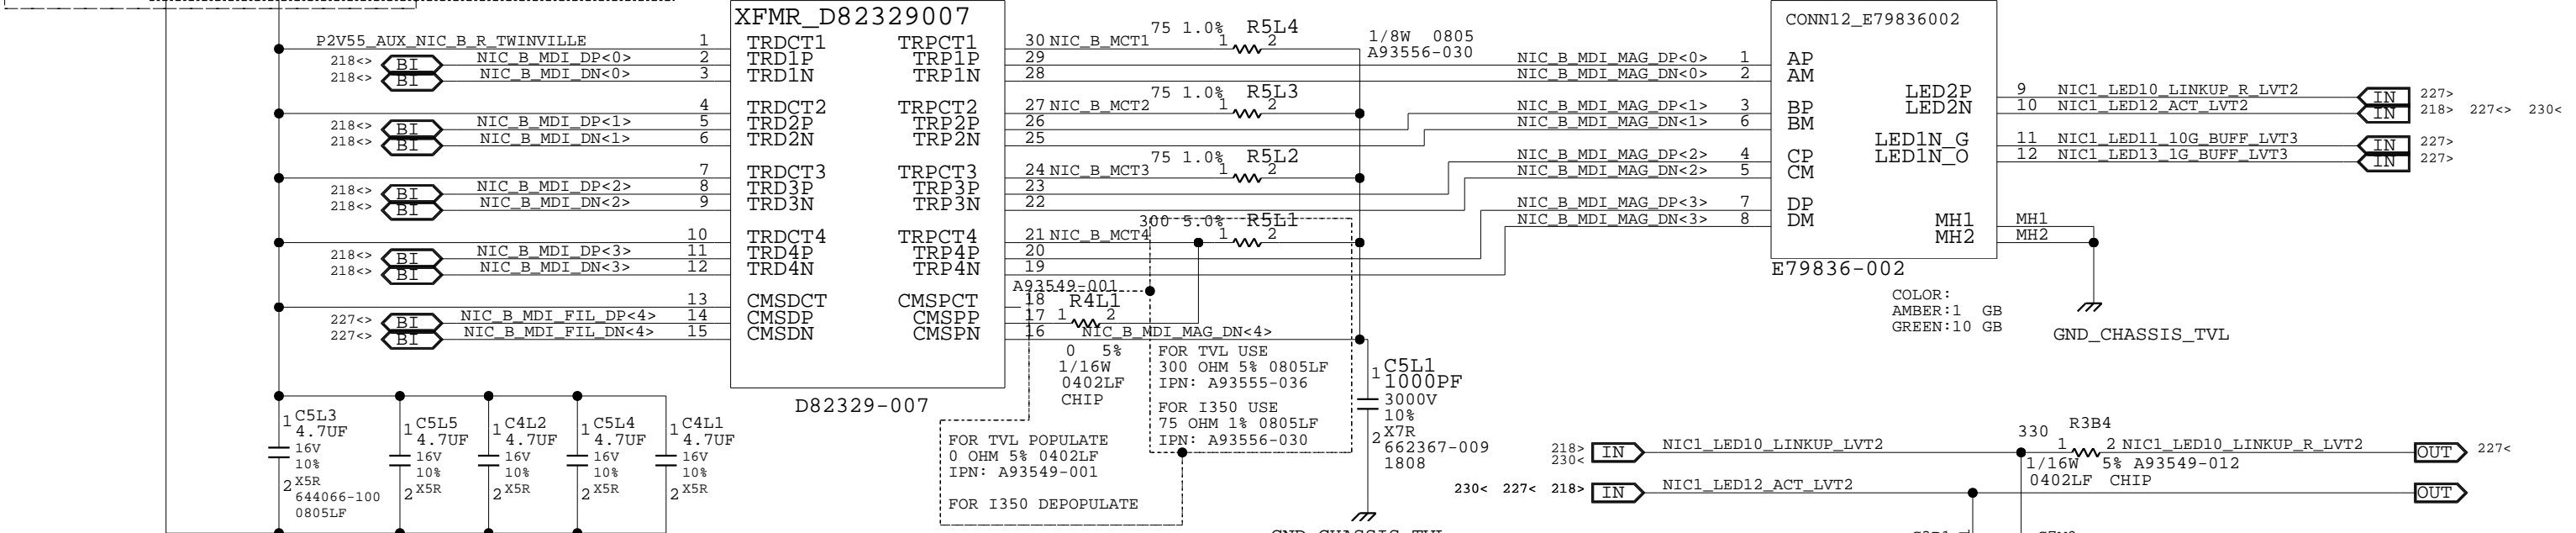 XFMR_D82329007
P2V55_AUX_NIC_B_R_TWINVILLE 1 TRDCT1 TRPCT1 30 NIC_B_MCT1 75 1.0% 1 R5L4 2
218<> BI NIC_B_MDI_DP<0> 2 TRD1P TRP1P 29
218<> BI NIC_B_MDI_DN<0> 3 TRD1N TRP1N 28
4 TRDCT2 TRPCT2 27 NIC_B_MCT2 75 1.0% 1 R5L3 2
218<> BI NIC_B_MDI_DP<1> 5 TRD2P TRP2P 26
218<> BI NIC_B_MDI_DN<1> 6 TRD2N TRP2N 25
7 TRDCT3 TRPCT3 24 NIC_B_MCT3 75 1.0% 1 R5L2 2
218<> BI NIC_B_MDI_DP<2> 8 TRD3P TRP3P 23
218<> BI NIC_B_MDI_DN<2> 9 TRD3N TRP3N 22
10 TRDCT4 TRPCT4 21 NIC_B_MCT4 300 5.0% 1 R5L1 2
218<> BI NIC_B_MDI_DP<3> 11 TRD4P TRP4P 20
218<> BI NIC_B_MDI_DN<3> 12 TRD4N TRP4N 19
13 CMSDCT CMSPCT 18
227<> BI NIC_B_MDI_FIL_DP<4> 14 CMSDP CMSPP 17
227<> BI NIC_B_MDI_FIL_DN<4> 15 CMSDN CMSPN 16 NIC_B_MDI_MAG_DN<4>
D82329-007
1/8W 0805
A93556-030
A93549-001
R4L1
1 2
0 5%
1/16W
0402LF
CHIP
FOR TVL USE
300 OHM 5% 0805LF
IPN: A93555-036
FOR I350 USE
75 OHM 1% 0805LF
IPN: A93556-030
FOR TVL POPULATE
0 OHM 5% 0402LF
IPN: A93549-001
FOR I350 DEPOPULATE
1 C5L1
1000PF
3000V
10%
2 X7R
662367-009
1808
GND_CHASSIS_TVL
CONN12_E79836002
NIC_B_MDI_MAG_DP<0> 1 AP
NIC_B_MDI_MAG_DN<0> 2 AM
NIC_B_MDI_MAG_DP<1> 3 BP
NIC_B_MDI_MAG_DN<1> 6 BM
NIC_B_MDI_MAG_DP<2> 4 CP
NIC_B_MDI_MAG_DN<2> 5 CM
NIC_B_MDI_MAG_DP<3> 7 DP
NIC_B_MDI_MAG_DN<3> 8 DM
LED2P 9 NIC1_LED10_LINKUP_R_LVT2 IN 227>
LED2N 10 NIC1_LED12_ACT_LVT2 IN 218> 227<> 230<
LED1N_G 11 NIC1_LED11_10G_BUFF_LVT3 IN 227>
LED1N_O 12 NIC1_LED13_1G_BUFF_LVT3 IN 227>
MH1 MH1
MH2 MH2
E79836-002
COLOR:
AMBER:1 GB
GREEN:10 GB
GND_CHASSIS_TVL
1 C5L3
4.7UF
16V
10%
2 X5R
644066-100
0805LF
1 C5L5
4.7UF
16V
10%
2 X5R
1 C4L2
4.7UF
16V
10%
2 X5R
1 C5L4
4.7UF
16V
10%
2 X5R
1 C4L1
4.7UF
16V
10%
2 X5R
R3B4
330
218> 230< IN NIC1_LED10_LINKUP_LVT2 1 2 NIC1_LED10_LINKUP_R_LVT2 OUT 227<
1/16W 5% A93549-012
0402LF CHIP
230< 227< 218> IN NIC1_LED12_ACT_LVT2 OUT